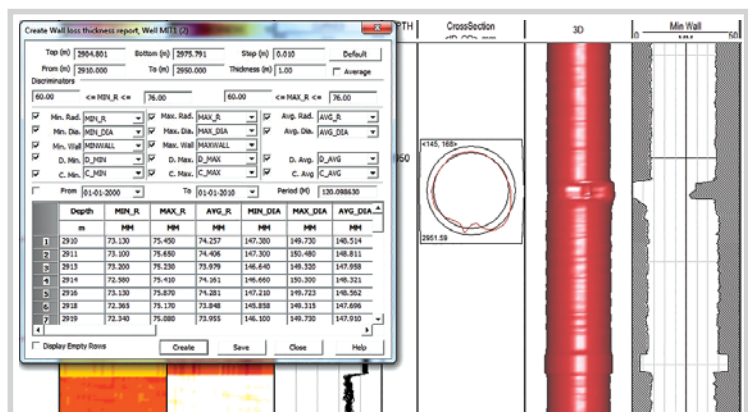 Create Wall loss thickness report, Well MIT1 (2)
Top (m) 2904.801 Bottom (m) 2975.791 Step (m) 0.010 Default
From (m) 2910.000 To (m) 2950.000 Thickness (m) 1.00 Average
Discriminators
60.00 <= MIN_R <= 76.00 60.00 <= MAX_R <= 76.00
Min. Rad. MIN_R Max. Rad. MAX_R Avg. Rad. AVG_R
Min. Dia. MIN_DIA Max. Dia. MAX_DIA Avg. Dia. AVG_DIA
Min. Wall MINWALL Max. Wall MAXWALL
D. Min. D_MIN D. Max. D_MAX D. Avg. D_AVG
C. Min. C_MIN C. Max. C_MAX C. Avg C_AVG
From 01-01-2000 To 01-01-2010 Period (M) 120.098630
Depth MIN_R MAX_R AVG_R MIN_DIA MAX_DIA AVG_DIA
m MM MM MM MM MM MM
1 2910 73.130 75.450 74.257 147.380 149.730 148.514
2 2911 73.100 75.650 74.406 147.300 150.480 148.811
3 2913 73.200 75.230 73.979 146.640 149.320 147.958
4 2914 72.580 75.410 74.161 146.660 150.300 148.321
5 2916 73.130 75.870 74.281 147.210 149.723 148.562
6 2918 72.365 75.170 73.848 145.858 149.315 147.696
7 2919 72.340 75.080 73.955 146.100 149.730 147.910
Display Empty Rows Create Save Close Help
PTH CrossSection 3D Min Wall
0 MM 50
<145, 168>
60
2951.59